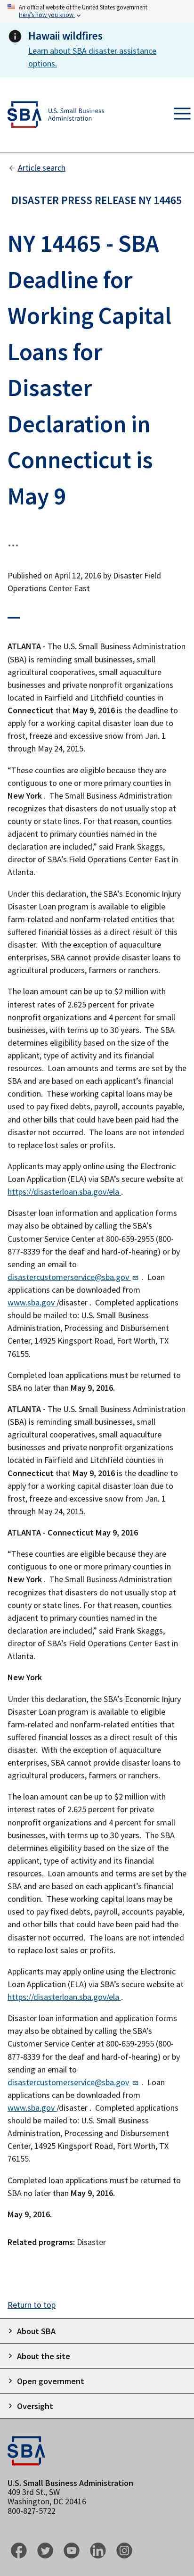 An official website of the United States government
Here's how you know
Hawaii wildfires
Learn about SBA disaster assistance
options.
SBA
U.S. Small Business
Administration
Article search
DISASTER PRESS RELEASE NY 14465
NY 14465 - SBA
Deadline for
Working Capital
Loans for
Disaster
Declaration in
Connecticut is
May 9
...
Published on April 12, 2016 by Disaster Field
Operations Center East
ATLANTA - The U.S. Small Business Administration
(SBA) is reminding small businesses, small
agricultural cooperatives, small aquaculture
businesses and private nonprofit organizations
located in Fairfield and Litchfield counties in
Connecticut that May 9, 2016 is the deadline to
apply for a working capital disaster loan due to
frost, freeze and excessive snow from Jan. 1
through May 24, 2015.
“These counties are eligible because they are
contiguous to one or more primary counties in
New York .  The Small Business Administration
recognizes that disasters do not usually stop at
county or state lines. For that reason, counties
adjacent to primary counties named in the
declaration are included,” said Frank Skaggs,
director of SBA’s Field Operations Center East in
Atlanta.
Under this declaration, the SBA’s Economic Injury
Disaster Loan program is available to eligible
farm-related and nonfarm-related entities that
suffered financial losses as a direct result of this
disaster.  With the exception of aquaculture
enterprises, SBA cannot provide disaster loans to
agricultural producers, farmers or ranchers.
The loan amount can be up to $2 million with
interest rates of 2.625 percent for private
nonprofit organizations and 4 percent for small
businesses, with terms up to 30 years.  The SBA
determines eligibility based on the size of the
applicant, type of activity and its financial
resources.  Loan amounts and terms are set by the
SBA and are based on each applicant’s financial
condition.  These working capital loans may be
used to pay fixed debts, payroll, accounts payable,
and other bills that could have been paid had the
disaster not occurred.  The loans are not intended
to replace lost sales or profits.
Applicants may apply online using the Electronic
Loan Application (ELA) via SBA’s secure website at
https://disasterloan.sba.gov/ela .
Disaster loan information and application forms
may also be obtained by calling the SBA’s
Customer Service Center at 800-659-2955 (800-
877-8339 for the deaf and hard-of-hearing) or by
sending an email to
disastercustomerservice@sba.gov .  Loan
applications can be downloaded from
www.sba.gov /disaster .  Completed applications
should be mailed to: U.S. Small Business
Administration, Processing and Disbursement
Center, 14925 Kingsport Road, Fort Worth, TX
76155.
Completed loan applications must be returned to
SBA no later than May 9, 2016.
ATLANTA - The U.S. Small Business Administration
(SBA) is reminding small businesses, small
agricultural cooperatives, small aquaculture
businesses and private nonprofit organizations
located in Fairfield and Litchfield counties in
Connecticut that May 9, 2016 is the deadline to
apply for a working capital disaster loan due to
frost, freeze and excessive snow from Jan. 1
through May 24, 2015.
ATLANTA - Connecticut May 9, 2016
“These counties are eligible because they are
contiguous to one or more primary counties in
New York .  The Small Business Administration
recognizes that disasters do not usually stop at
county or state lines. For that reason, counties
adjacent to primary counties named in the
declaration are included,” said Frank Skaggs,
director of SBA’s Field Operations Center East in
Atlanta.
New York
Under this declaration, the SBA’s Economic Injury
Disaster Loan program is available to eligible
farm-related and nonfarm-related entities that
suffered financial losses as a direct result of this
disaster.  With the exception of aquaculture
enterprises, SBA cannot provide disaster loans to
agricultural producers, farmers or ranchers.
The loan amount can be up to $2 million with
interest rates of 2.625 percent for private
nonprofit organizations and 4 percent for small
businesses, with terms up to 30 years.  The SBA
determines eligibility based on the size of the
applicant, type of activity and its financial
resources.  Loan amounts and terms are set by the
SBA and are based on each applicant’s financial
condition.  These working capital loans may be
used to pay fixed debts, payroll, accounts payable,
and other bills that could have been paid had the
disaster not occurred.  The loans are not intended
to replace lost sales or profits.
Applicants may apply online using the Electronic
Loan Application (ELA) via SBA’s secure website at
https://disasterloan.sba.gov/ela .
Disaster loan information and application forms
may also be obtained by calling the SBA’s
Customer Service Center at 800-659-2955 (800-
877-8339 for the deaf and hard-of-hearing) or by
sending an email to
disastercustomerservice@sba.gov .  Loan
applications can be downloaded from
www.sba.gov /disaster .  Completed applications
should be mailed to: U.S. Small Business
Administration, Processing and Disbursement
Center, 14925 Kingsport Road, Fort Worth, TX
76155.
Completed loan applications must be returned to
SBA no later than May 9, 2016.
May 9, 2016.
Related programs: Disaster
Return to top
About SBA
About the site
Open government
Oversight
SBA
U.S. Small Business Administration
409 3rd St., SW
Washington, DC 20416
800-827-5722